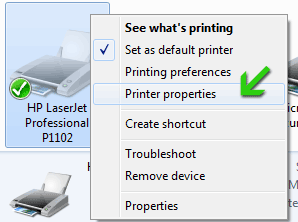 See what's printing
Set as default printer
Printing preferences
Printer properties
Create shortcut
Troubleshoot
Remove device
Properties
HP LaserJet
Professional
P1102